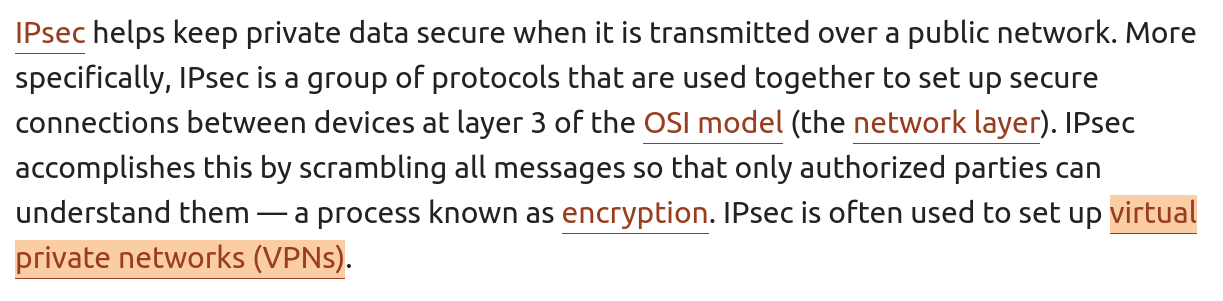 IPsec helps keep private data secure when it is transmitted over a public network. More
specifically, IPsec is a group of protocols that are used together to set up secure
connections between devices at layer 3 of the OSI model (the network layer). IPsec
accomplishes this by scrambling all messages so that only authorized parties can
understand them — a process known as encryption. IPsec is often used to set up virtual
private networks (VPNs).